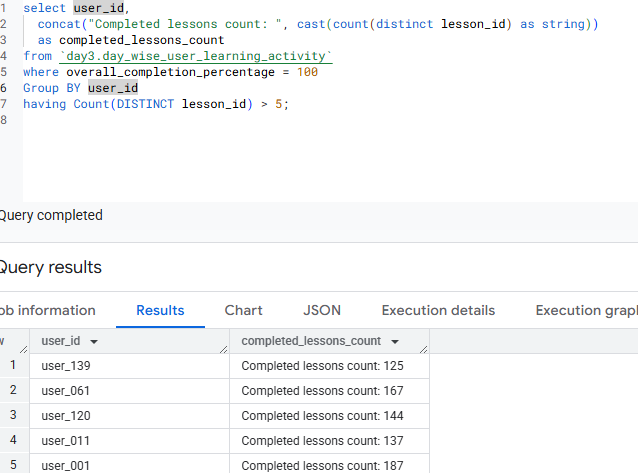 1 select user_id,
2 concat("Completed lessons count: ", cast(count(distinct lesson_id) as string))
3 as completed_lessons_count
4 from `day3.day_wise_user_learning_activity`
5 where overall_completion_percentage = 100
6 Group BY user_id
7 having Count(DISTINCT lesson_id) > 5;
8
Query completed
Query results
ob information Results Chart JSON Execution details Execution grap
w user_id completed_lessons_count
1 user_139 Completed lessons count: 125
2 user_061 Completed lessons count: 167
3 user_120 Completed lessons count: 144
4 user_011 Completed lessons count: 137
5 user_001 Completed lessons count: 187